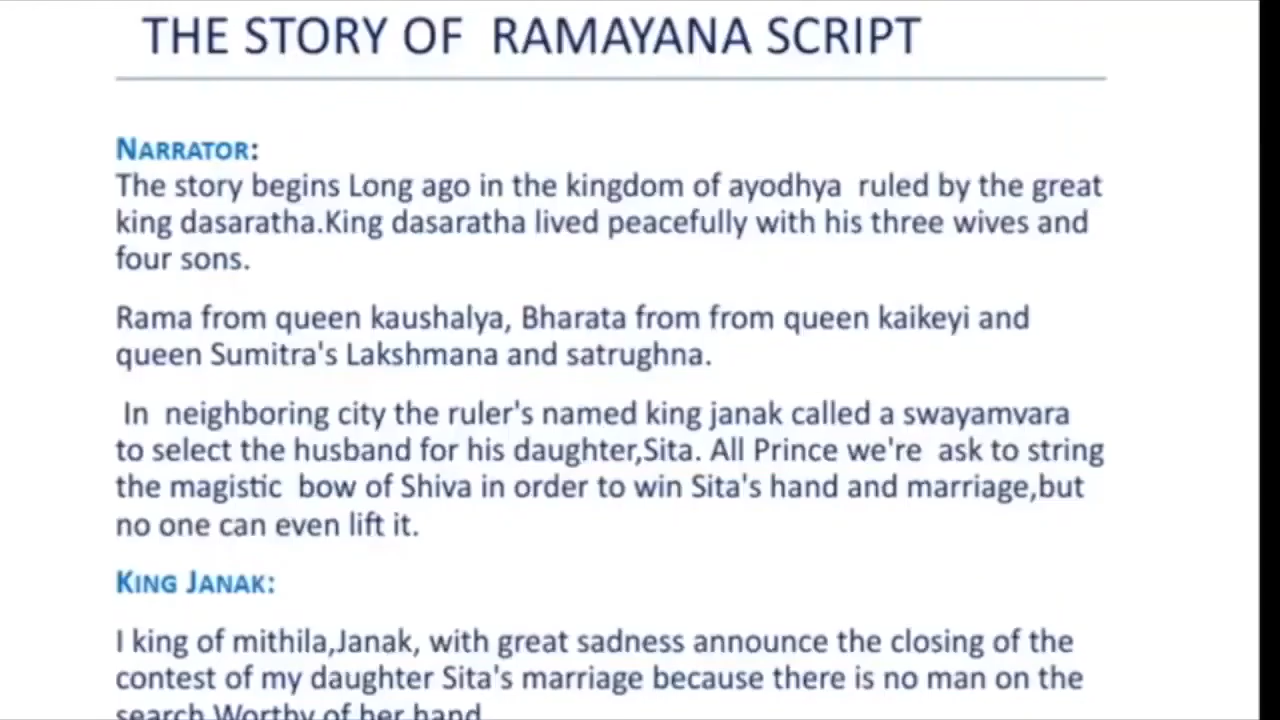 THE STORY OF RAMAYANA SCRIPT
NARRATOR:
The story begins Long ago in the kingdom of ayodhya ruled by the great
king dasaratha.King dasaratha lived peacefully with his three wives and
four sons.
Rama from queen kaushalya, Bharata from from queen kaikeyi and
queen Sumitra's Lakshmana and satrughna.
In neighboring city the ruler's named king janak called a swayamvara
to select the husband for his daughter,Sita. All Prince we're ask to string
the magistic bow of Shiva in order to win Sita's hand and marriage,but
no one can even lift it.
KING JANAK:
I king of mithila,Janak, with great sadness announce the closing of the
contest of my daughter Sita's marriage because there is no man on the
search Worthy of her hand